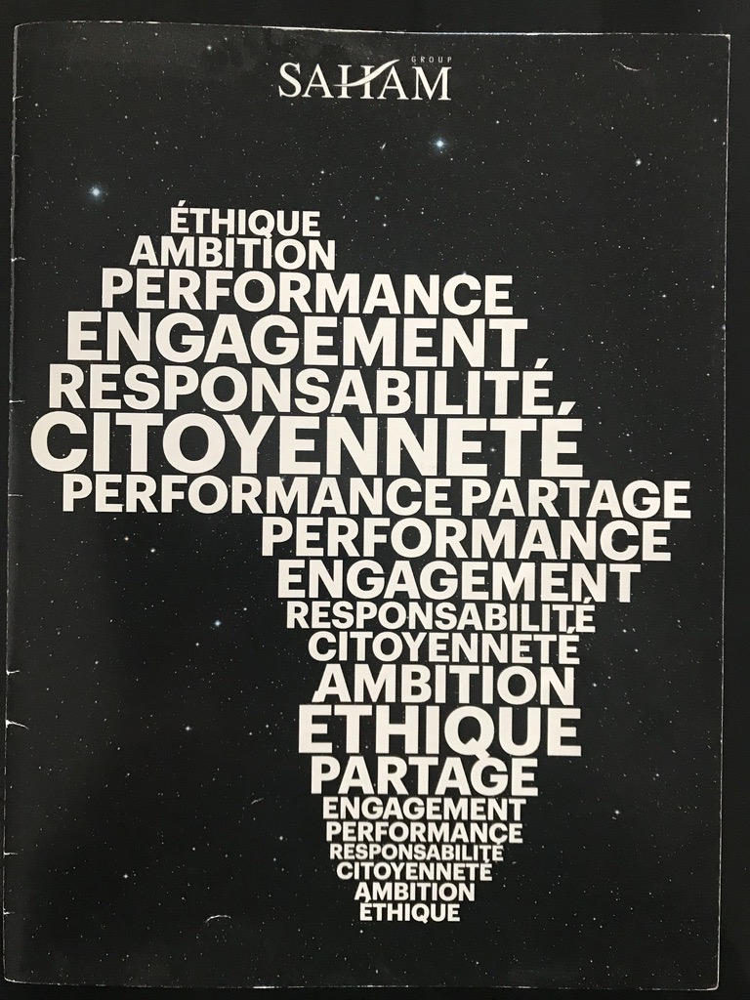 GROUP
SAHAM
ÉTHIQUE
AMBITION
PERFORMANCE
ENGAGEMENT
RESPONSABILITÉ
CITOYENNETÉ
PERFORMANCE PARTAGE
PERFORMANCE
ENGAGEMENT
RESPONSABILITÉ
CITOYENNETÉ
AMBITION
ETHIQUE
PARTAGE
ENGAGEMENT
PERFORMANCE
RESPONSABILITÉ
CITOYENNETÉ
AMBITION
ÉTHIQUE